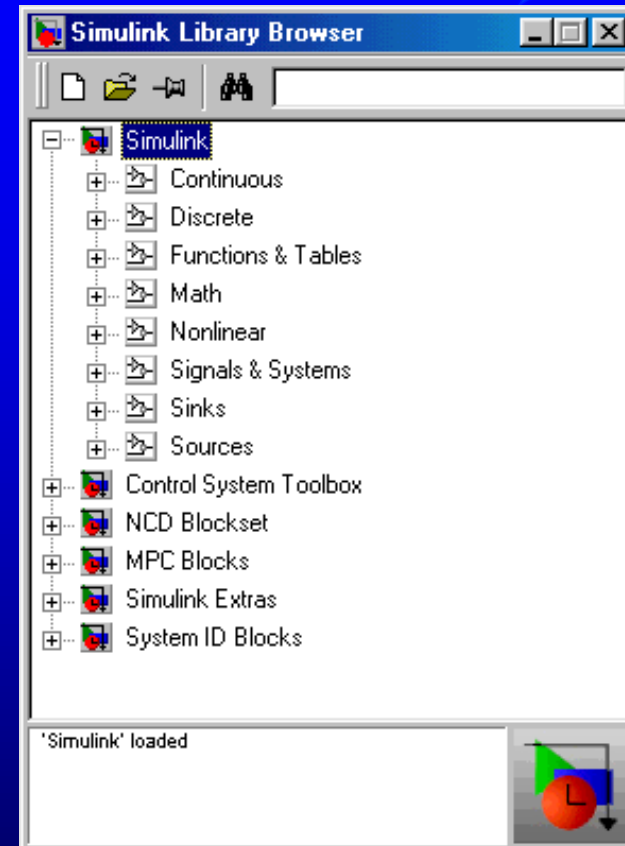 Simulink Library Browser
Simulink
Continuous
Discrete
Functions & Tables
Math
Nonlinear
Signals & Systems
Sinks
Sources
Control System Toolbox
NCD Blockset
MPC Blocks
Simulink Extras
System ID Blocks
'Simulink' loaded